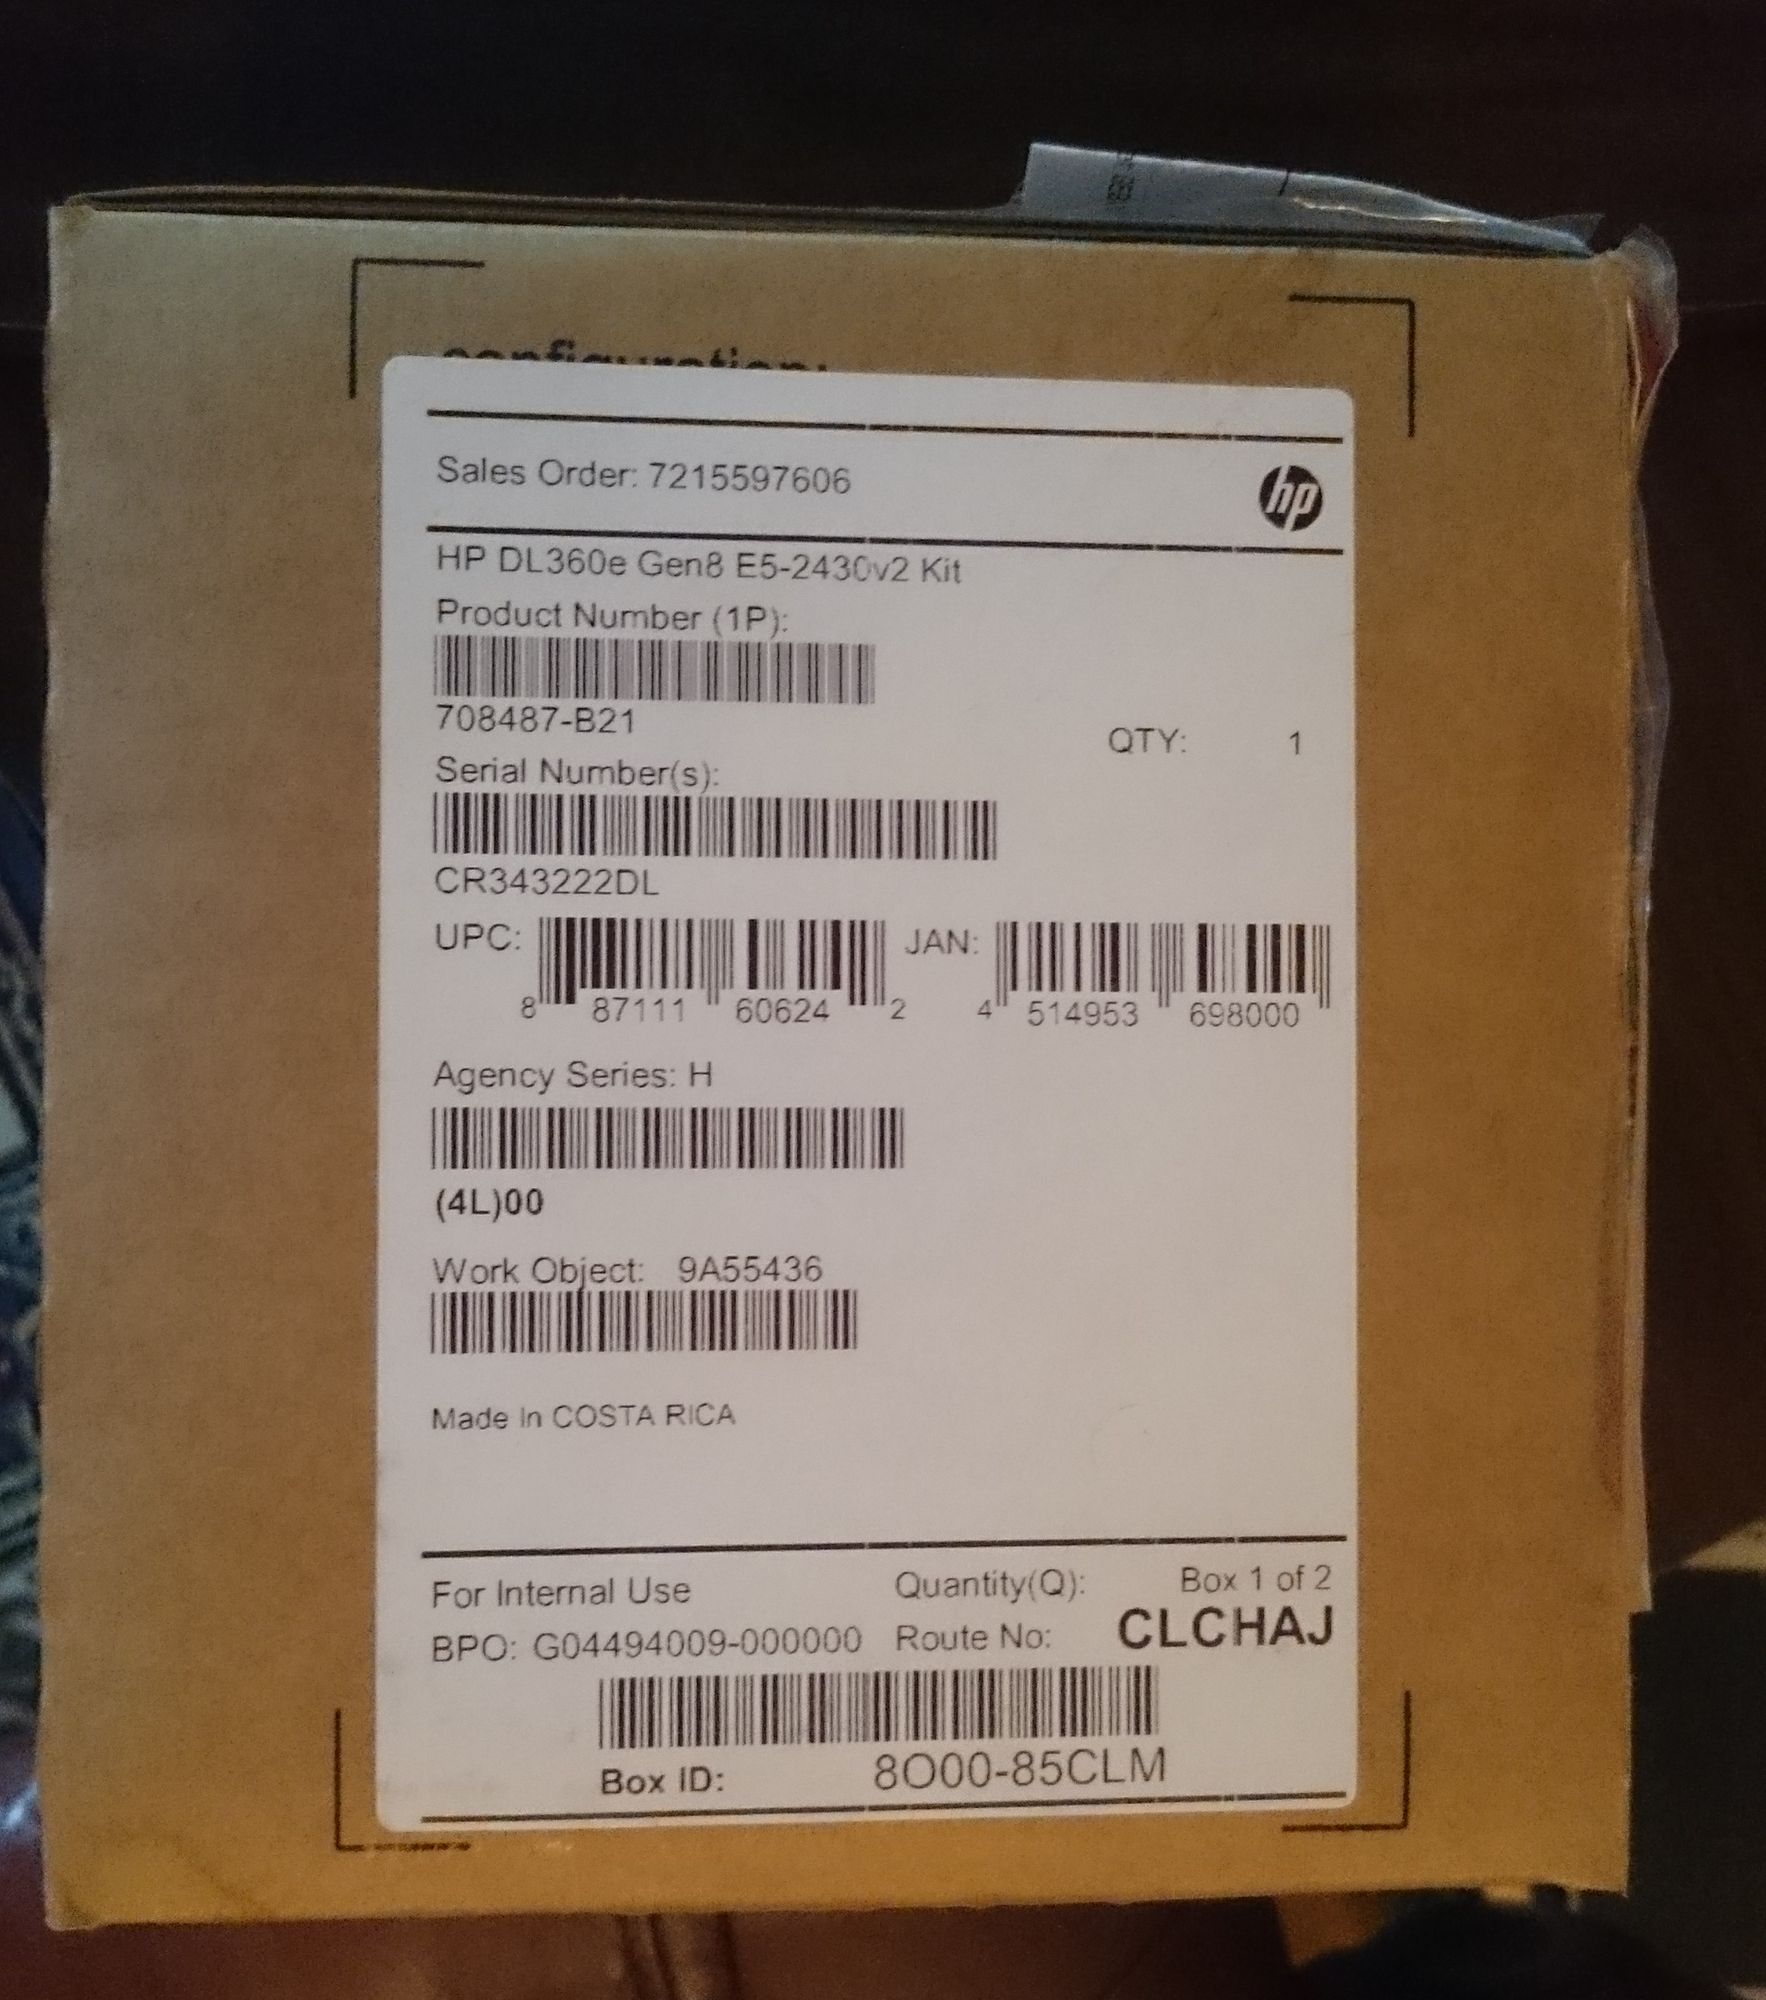 configuration:
Sales Order: 7215597606
hp
HP DL360e Gen8 E5-2430v2 Kit
Product Number (1P):
708487-B21
QTY: 1
Serial Number(s):
CR343222DL
UPC: 8 87111 60624 2 JAN: 4 514953 698000
Agency Series: H
(4L)00
Work Object: 9A55436
Made In COSTA RICA
For Internal Use Quantity(Q): Box 1 of 2
BPO: G04494009-000000 Route No: CLCHAJ
Box ID: 8O00-85CLM